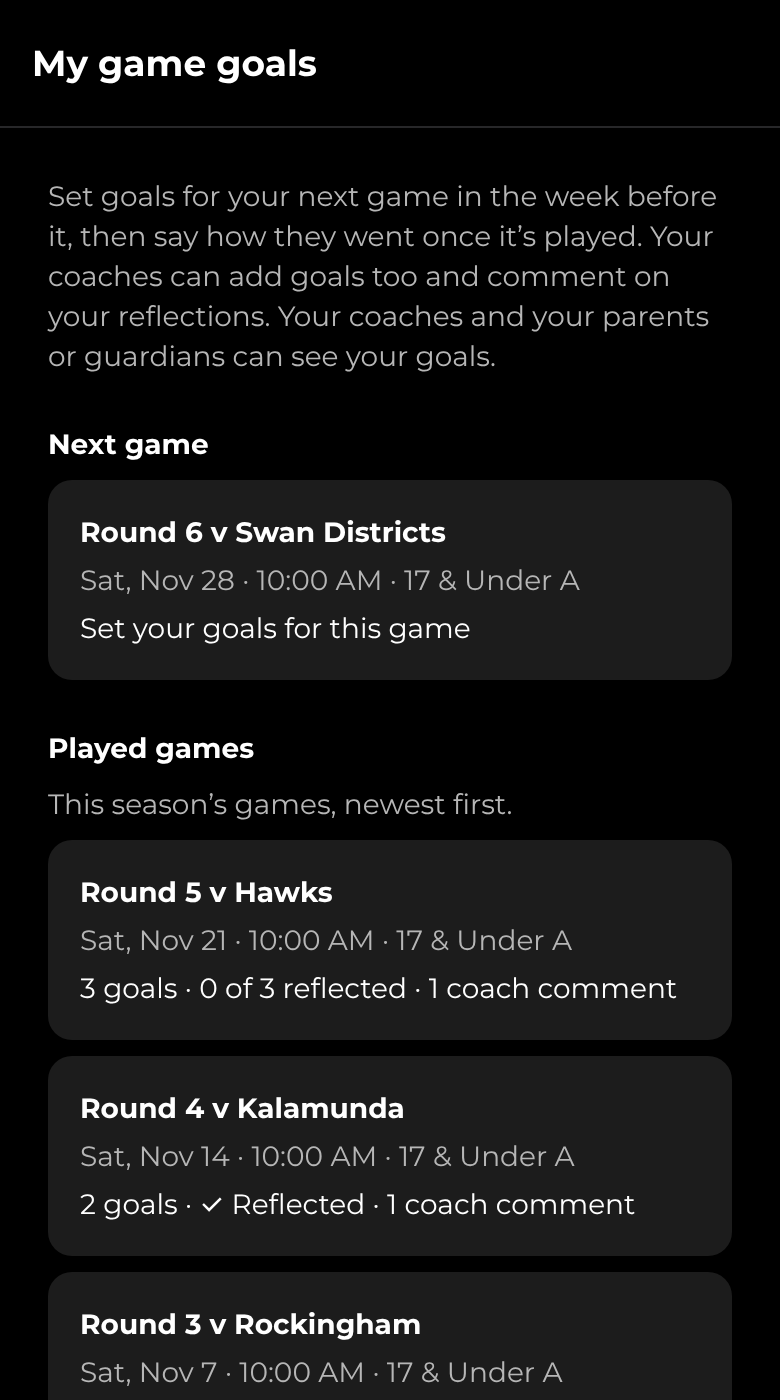 My game goals
Set goals for your next game in the week before
it, then say how they went once it’s played. Your
coaches can add goals too and comment on
your reflections. Your coaches and your parents
or guardians can see your goals.
Next game
Round 6 v Swan Districts
Sat, Nov 28 · 10:00 AM · 17 & Under A
Set your goals for this game
Played games
This season’s games, newest first.
Round 5 v Hawks
Sat, Nov 21 · 10:00 AM · 17 & Under A
3 goals · 0 of 3 reflected · 1 coach comment
Round 4 v Kalamunda
Sat, Nov 14 · 10:00 AM · 17 & Under A
2 goals · ✓ Reflected · 1 coach comment
Round 3 v Rockingham
Sat, Nov 7 · 10:00 AM · 17 & Under A